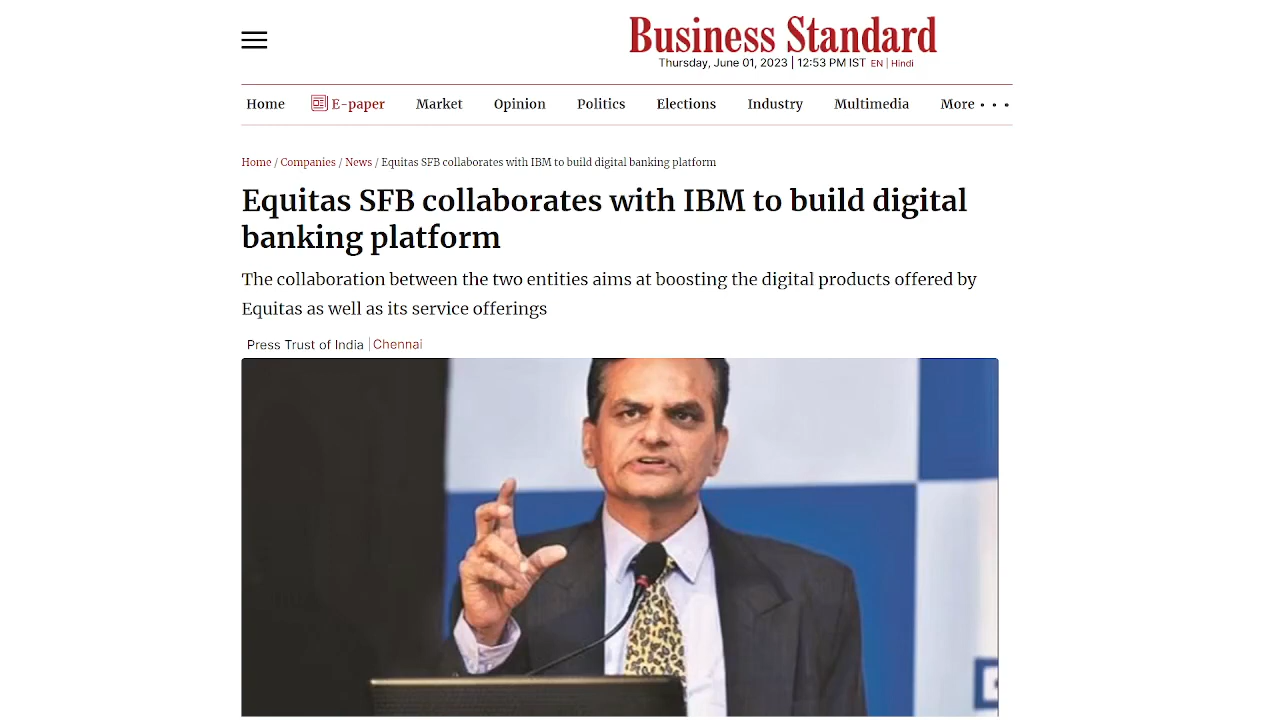 Business Standard
Thursday, June 01, 2023 | 12:53 PM IST EN | Hindi
Home E-paper Market Opinion Politics Elections Industry Multimedia More • • •
Home / Companies / News / Equitas SFB collaborates with IBM to build digital banking platform
Equitas SFB collaborates with IBM to build digital
banking platform
The collaboration between the two entities aims at boosting the digital products offered by
Equitas as well as its service offerings
Press Trust of India | Chennai